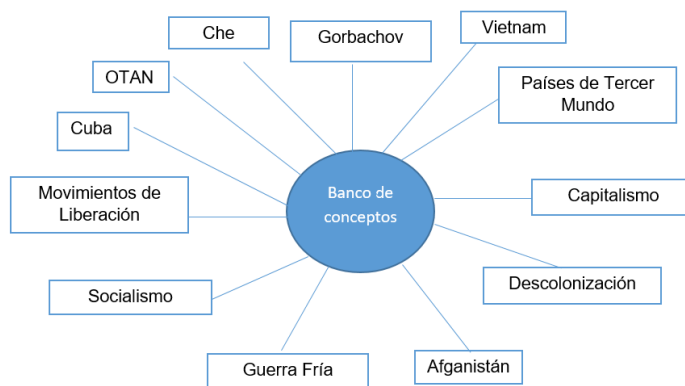 Vietnam
Che
Gorbachov
OTAN
Países de Tercer
Mundo
Cuba
Banco de
conceptos
Movimientos de
Liberación
Capitalismo
Descolonización
Socialismo
Guerra Fría
Afganistán